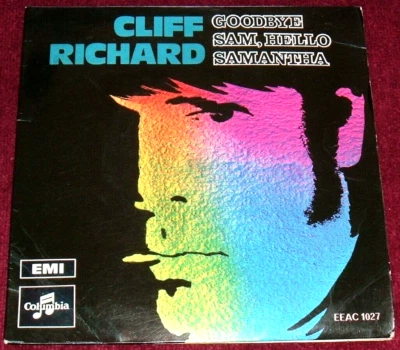 CLIFF
RICHARD
GOODBYE
SAM, HELLO
SAMANTHA
EMI
Columbia
EEAC 1027